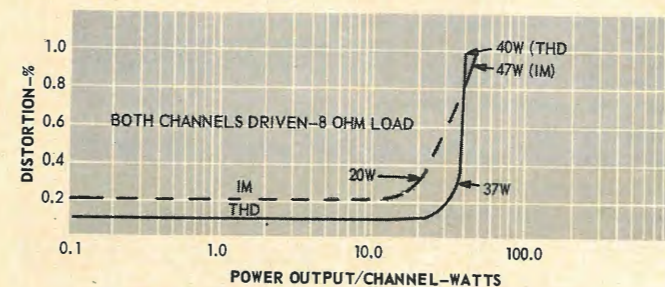 1.0
40W (THD
47W (IM)
0.8
BOTH CHANNELS DRIVEN-8 OHM LOAD
0.6
DISTORTION-%
0.4
20W
37W
IM
0.2
THD
0.1 1.0 10.0 100.0
POWER OUTPUT/CHANNEL-WATTS